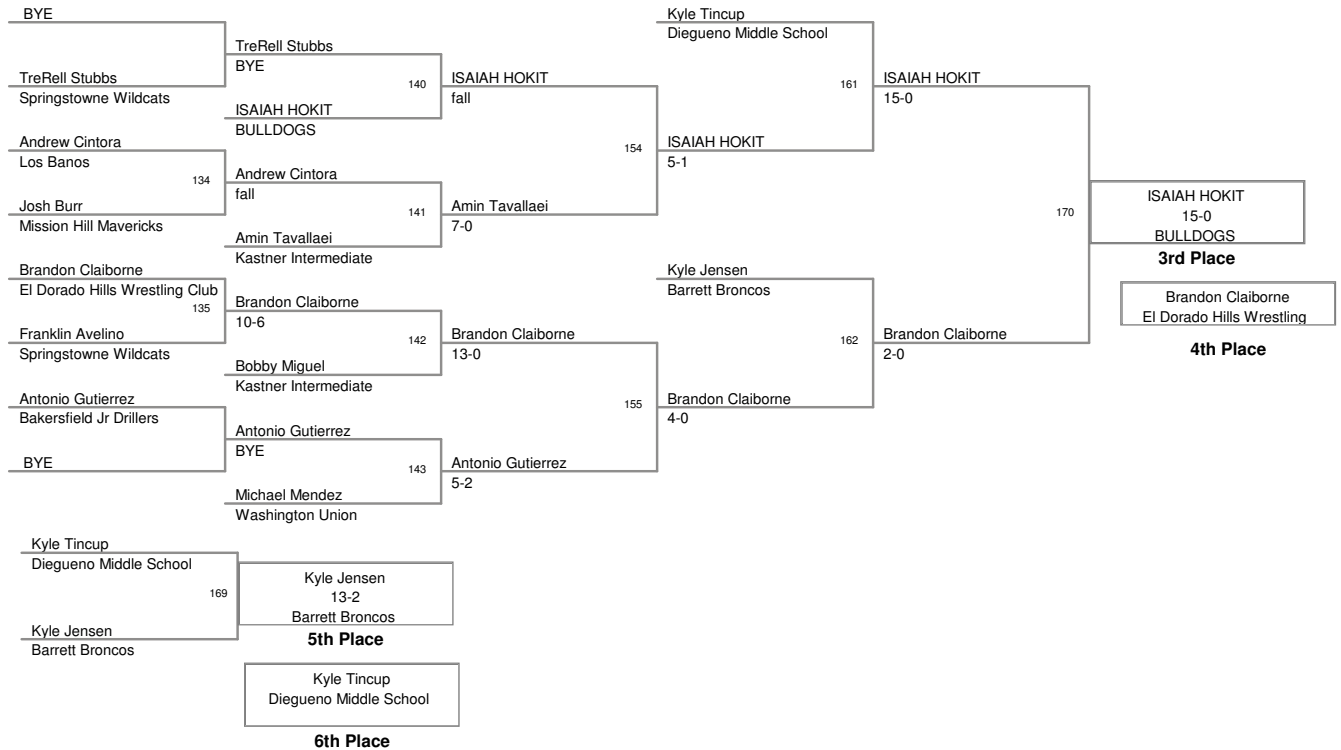 BYE
TreRell Stubbs
Springstowne Wildcats
Andrew Cintora
Los Banos
134
Josh Burr
Mission Hill Mavericks
Brandon Claiborne
El Dorado Hills Wrestling Club
135
Franklin Avelino
Springstowne Wildcats
Antonio Gutierrez
Bakersfield Jr Drillers
BYE
TreRell Stubbs
BYE
140
ISAIAH HOKIT
BULLDOGS
Andrew Cintora
fall
141
Amin Tavallaei
Kastner Intermediate
Brandon Claiborne
10-6
142
Bobby Miguel
Kastner Intermediate
Antonio Gutierrez
BYE
143
Michael Mendez
Washington Union
ISAIAH HOKIT
fall
154
Amin Tavallaei
7-0
Brandon Claiborne
13-0
155
Antonio Gutierrez
5-2
Kyle Tincup
Diegueno Middle School
161
ISAIAH HOKIT
5-1
Kyle Jensen
Barrett Broncos
162
Brandon Claiborne
4-0
ISAIAH HOKIT
15-0
170
Brandon Claiborne
2-0
ISAIAH HOKIT
15-0
BULLDOGS
3rd Place
Brandon Claiborne
El Dorado Hills Wrestling
4th Place
Kyle Tincup
Diegueno Middle School
169
Kyle Jensen
Barrett Broncos
Kyle Jensen
13-2
Barrett Broncos
5th Place
Kyle Tincup
Diegueno Middle School
6th Place